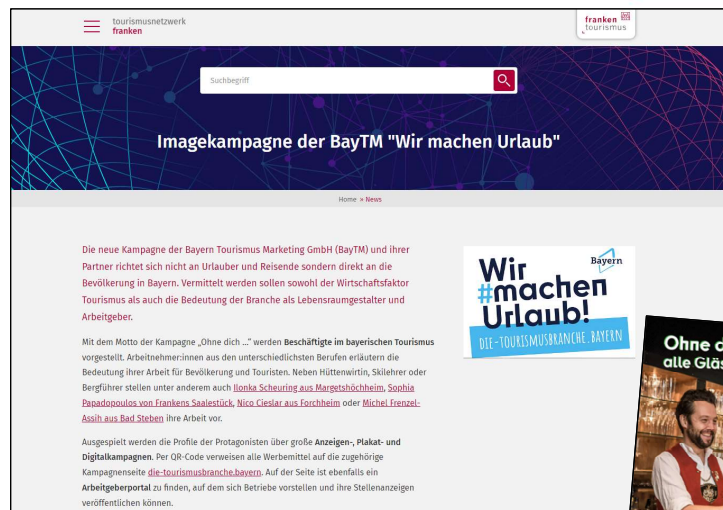 tourismusnetzwerk
franken
franken
tourismus
Suchbegriff
Imagekampagne der BayTM "Wir machen Urlaub"
Home » News
Die neue Kampagne der Bayern Tourismus Marketing GmbH (BayTM) und ihrer
Partner richtet sich nicht an Urlauber und Reisende sondern direkt an die
Bevölkerung in Bayern. Vermittelt werden sollen sowohl der Wirtschaftsfaktor
Tourismus als auch die Bedeutung der Branche als Lebensraumgestalter und
Arbeitgeber.
Mit dem Motto der Kampagne „Ohne dich ...“ werden Beschäftigte im bayerischen Tourismus
vorgestellt. Arbeitnehmer:innen aus den unterschiedlichsten Berufen erläutern die
Bedeutung ihrer Arbeit für Bevölkerung und Touristen. Neben Hüttenwirtin, Skilehrer oder
Bergführer stellen unter anderem auch Ilonka Scheuring aus Margetshöchheim, Sophia
Papadopoulos von Frankens Saalestück, Nico Cieslar aus Forchheim oder Michel Frenzel-
Assih aus Bad Steben ihre Arbeit vor.
Ausgespielt werden die Profile der Protagonisten über große Anzeigen-, Plakat- und
Digitalkampagnen. Per QR-Code verweisen alle Werbemittel auf die zugehörige
Kampagnenseite die-tourismusbranche.bayern. Auf der Seite ist ebenfalls ein
Arbeitgeberportal zu finden, auf dem sich Betriebe vorstellen und ihre Stellenanzeigen
veröffentlichen können.
Bayern
Wir
#machen
Urlaub!
DIE-TOURISMUSBRANCHE.BAYERN
Ohne d
alle Gläs